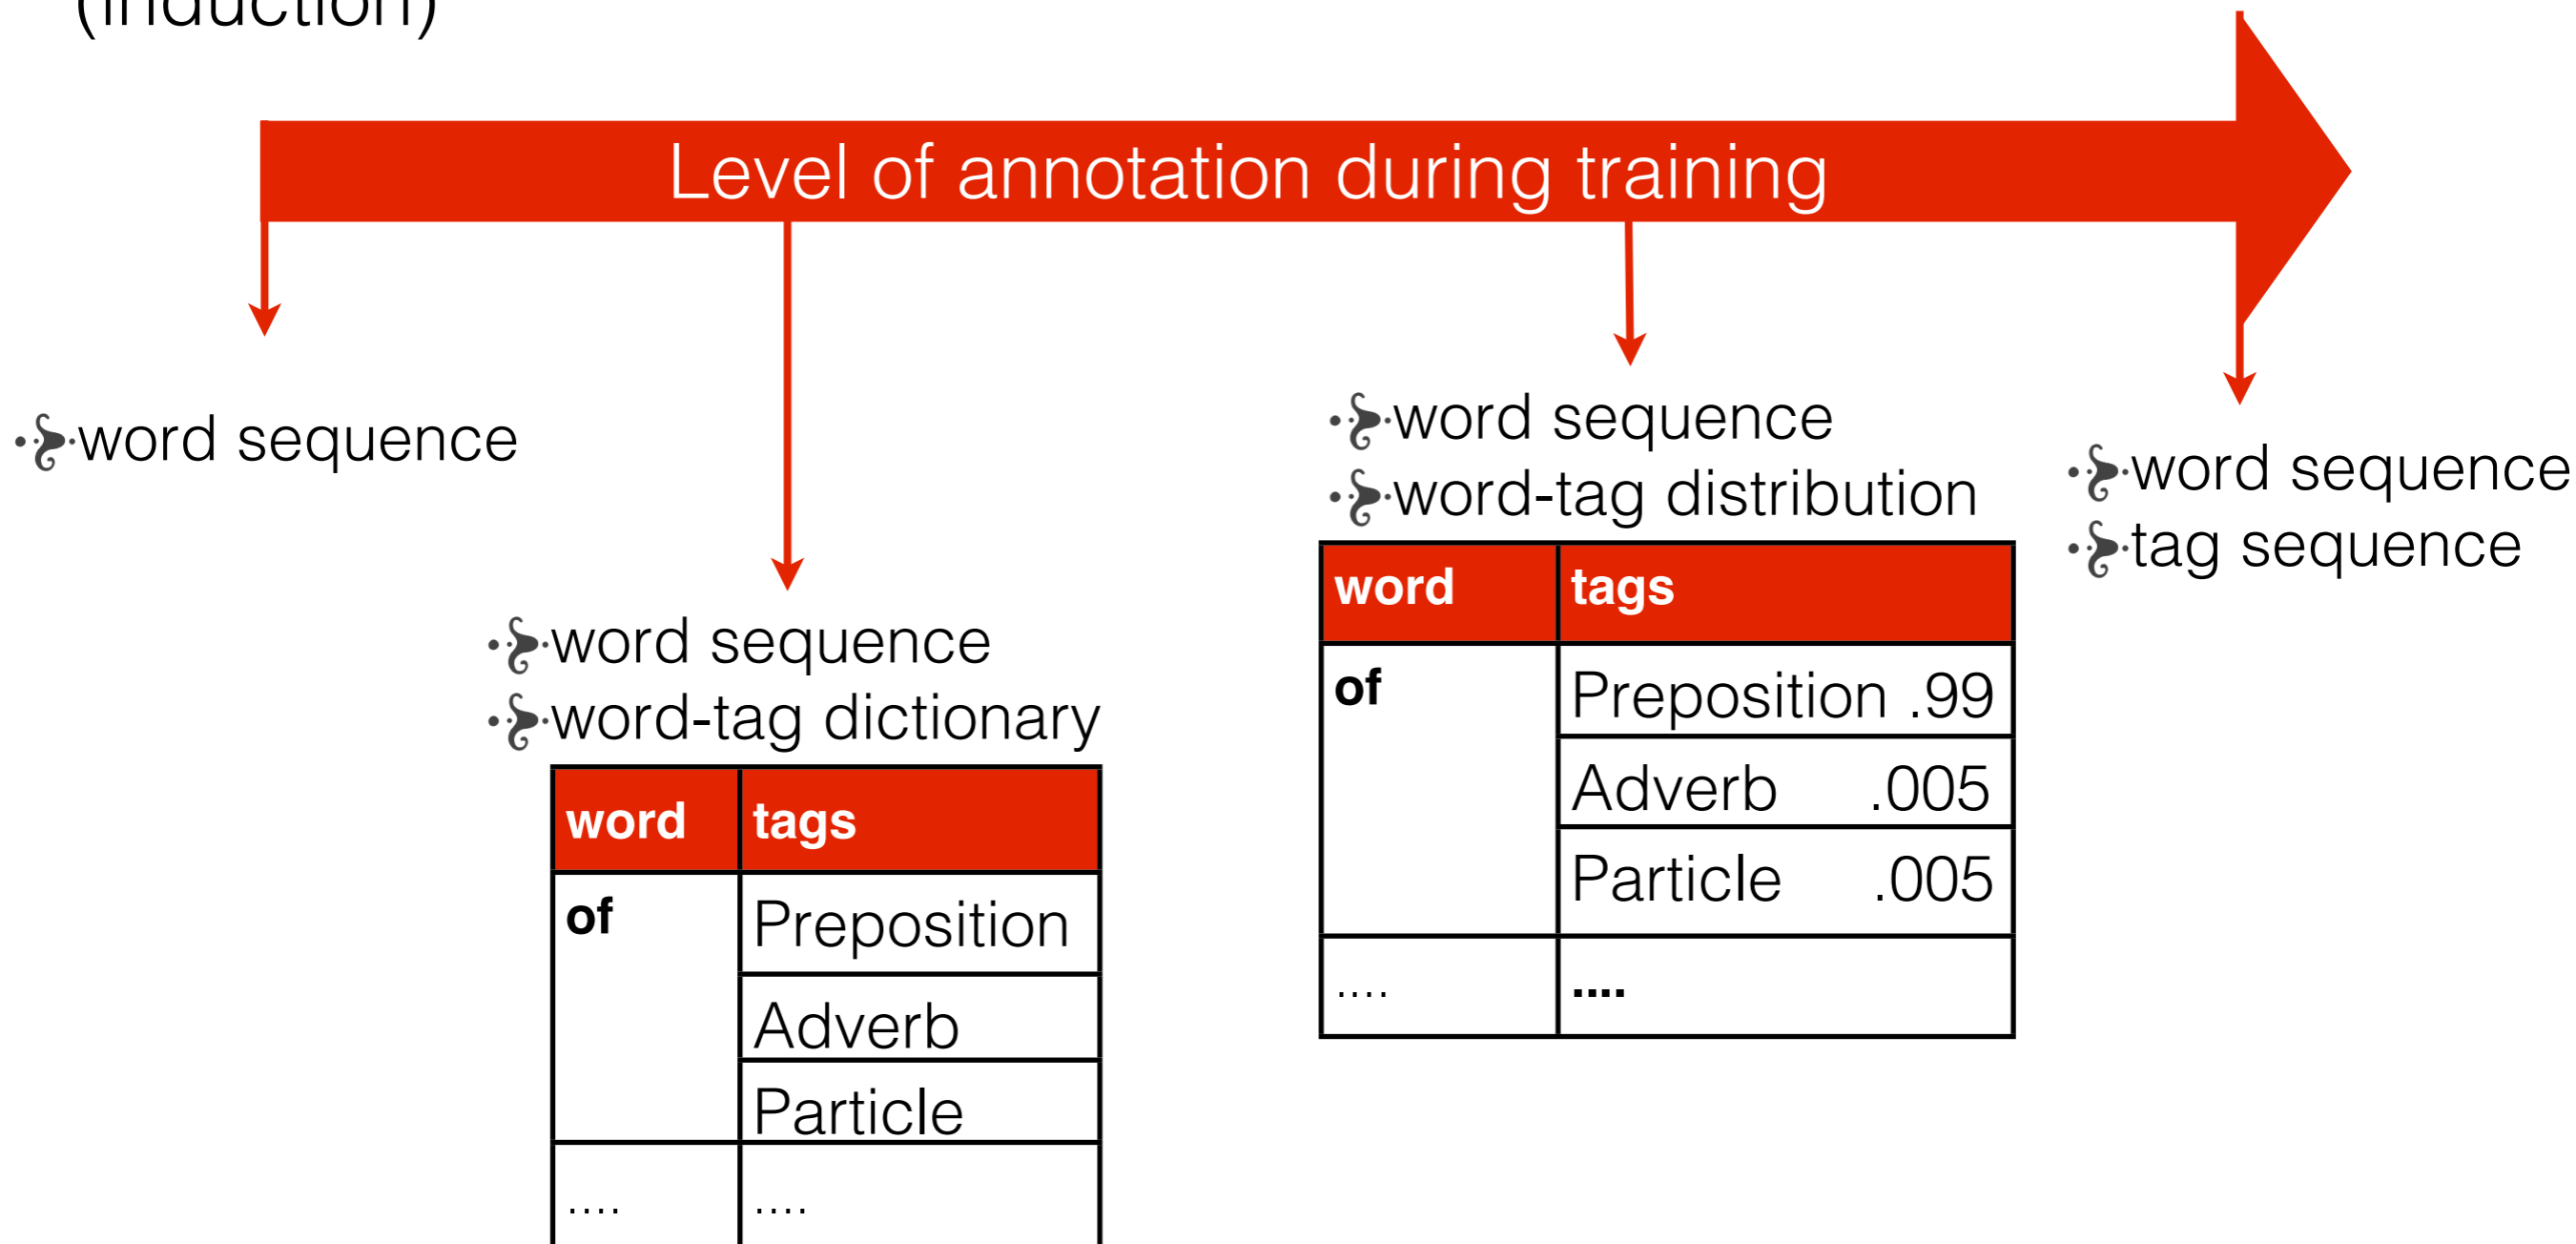 (induction)
Level of annotation during training
word sequence
word sequence
word-tag dictionary
word tags
of Preposition
Adverb
Particle
.... ....
word sequence
word-tag distribution
word tags
of Preposition .99
Adverb .005
Particle .005
.... ....
word sequence
tag sequence